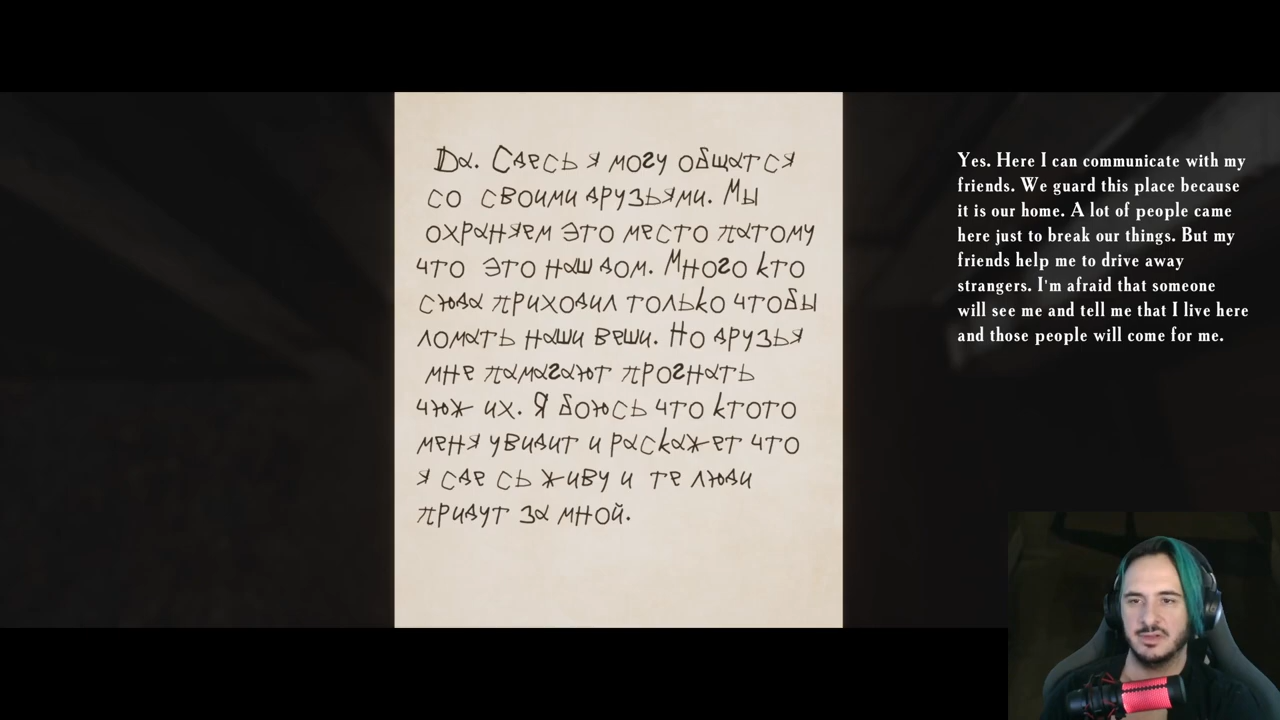 Да. Сдесь я могу общатся
со своими друзьями. Мы
охраняем это место патому
что это наш дом. Много кто
сюда приходил только чтобы
ломать наши веши. Но друзья
мне памагают прогнать
чюж их. Я боюсь что ктото
меня увидит и раскажет что
я сде сь живу и те люди
придут за мной.
Yes. Here I can communicate with my
friends. We guard this place because
it is our home. A lot of people came
here just to break our things. But my
friends help me to drive away
strangers. I'm afraid that someone
will see me and tell me that I live here
and those people will come for me.